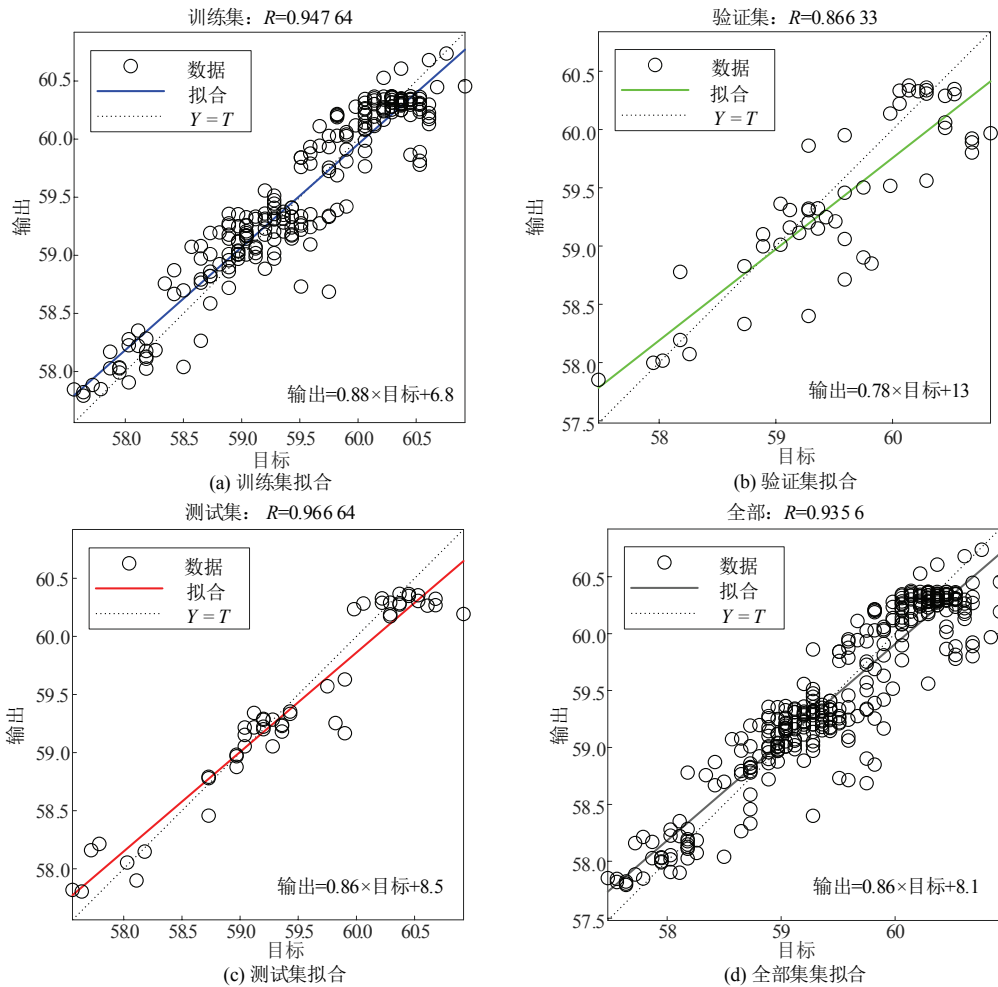 训练集：R=0.947 64
数据
拟合
Y = T
60.5
60.0
59.5
59.0
58.5
58.0
输出
输出=0.88×目标+6.8
58.0 58.5 59.0 59.5 60.0 60.5
目标
(a) 训练集拟合
验证集：R=0.866 33
数据
拟合
Y = T
60.5
60.0
59.5
59.0
58.5
58.0
57.5
输出
输出=0.78×目标+13
58 59 60
目标
(b) 验证集拟合
测试集：R=0.966 64
数据
拟合
Y = T
60.5
60.0
59.5
59.0
58.5
58.0
输出
输出=0.86×目标+8.5
58.0 58.5 59.0 59.5 60.0 60.5
目标
(c) 测试集拟合
全部：R=0.935 6
数据
拟合
Y = T
60.5
60.0
59.5
59.0
58.5
58.0
57.5
输出
输出=0.86×目标+8.1
58 59 60
目标
(d) 全部集集拟合